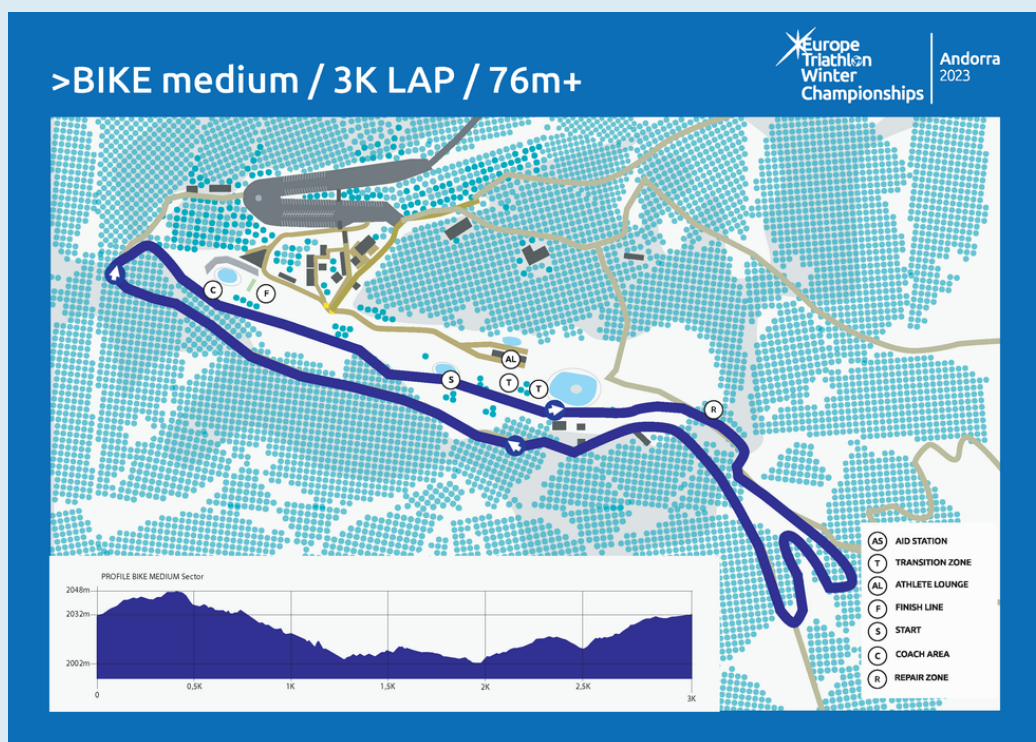 >BIKE medium / 3K LAP / 76m+
Europe
Triathlon
Winter
Championships
Andorra
2023
C
F
AL
S
T
T
R
AS AID STATION
T TRANSITION ZONE
AL ATHLETE LOUNGE
F FINISH LINE
S START
C COACH AREA
R REPAIR ZONE
PROFILE BIKE MEDIUM Sector
2048m
2032m
2002m
0
0,5K
1K
1,5K
2K
2,5K
3K